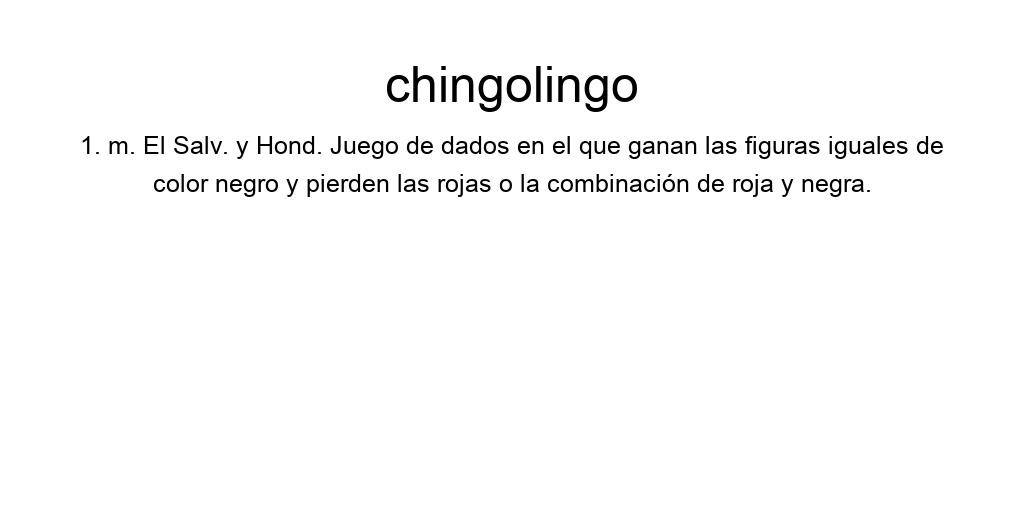 chingolingo
1. m. El Salv. y Hond. Juego de dados en el que ganan las figuras iguales de
color negro y pierden las rojas o la combinación de roja y negra.